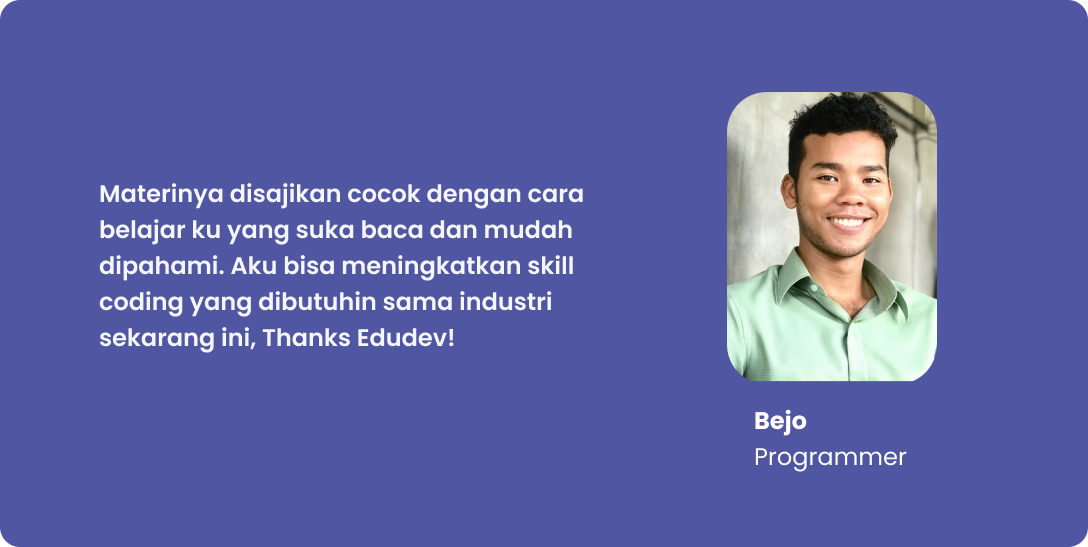 Materinya disajikan cocok dengan cara
belajar ku yang suka baca dan mudah
dipahami. Aku bisa meningkatkan skill
coding yang dibutuhin sama industri
sekarang ini, Thanks Edudev!
Bejo
Programmer